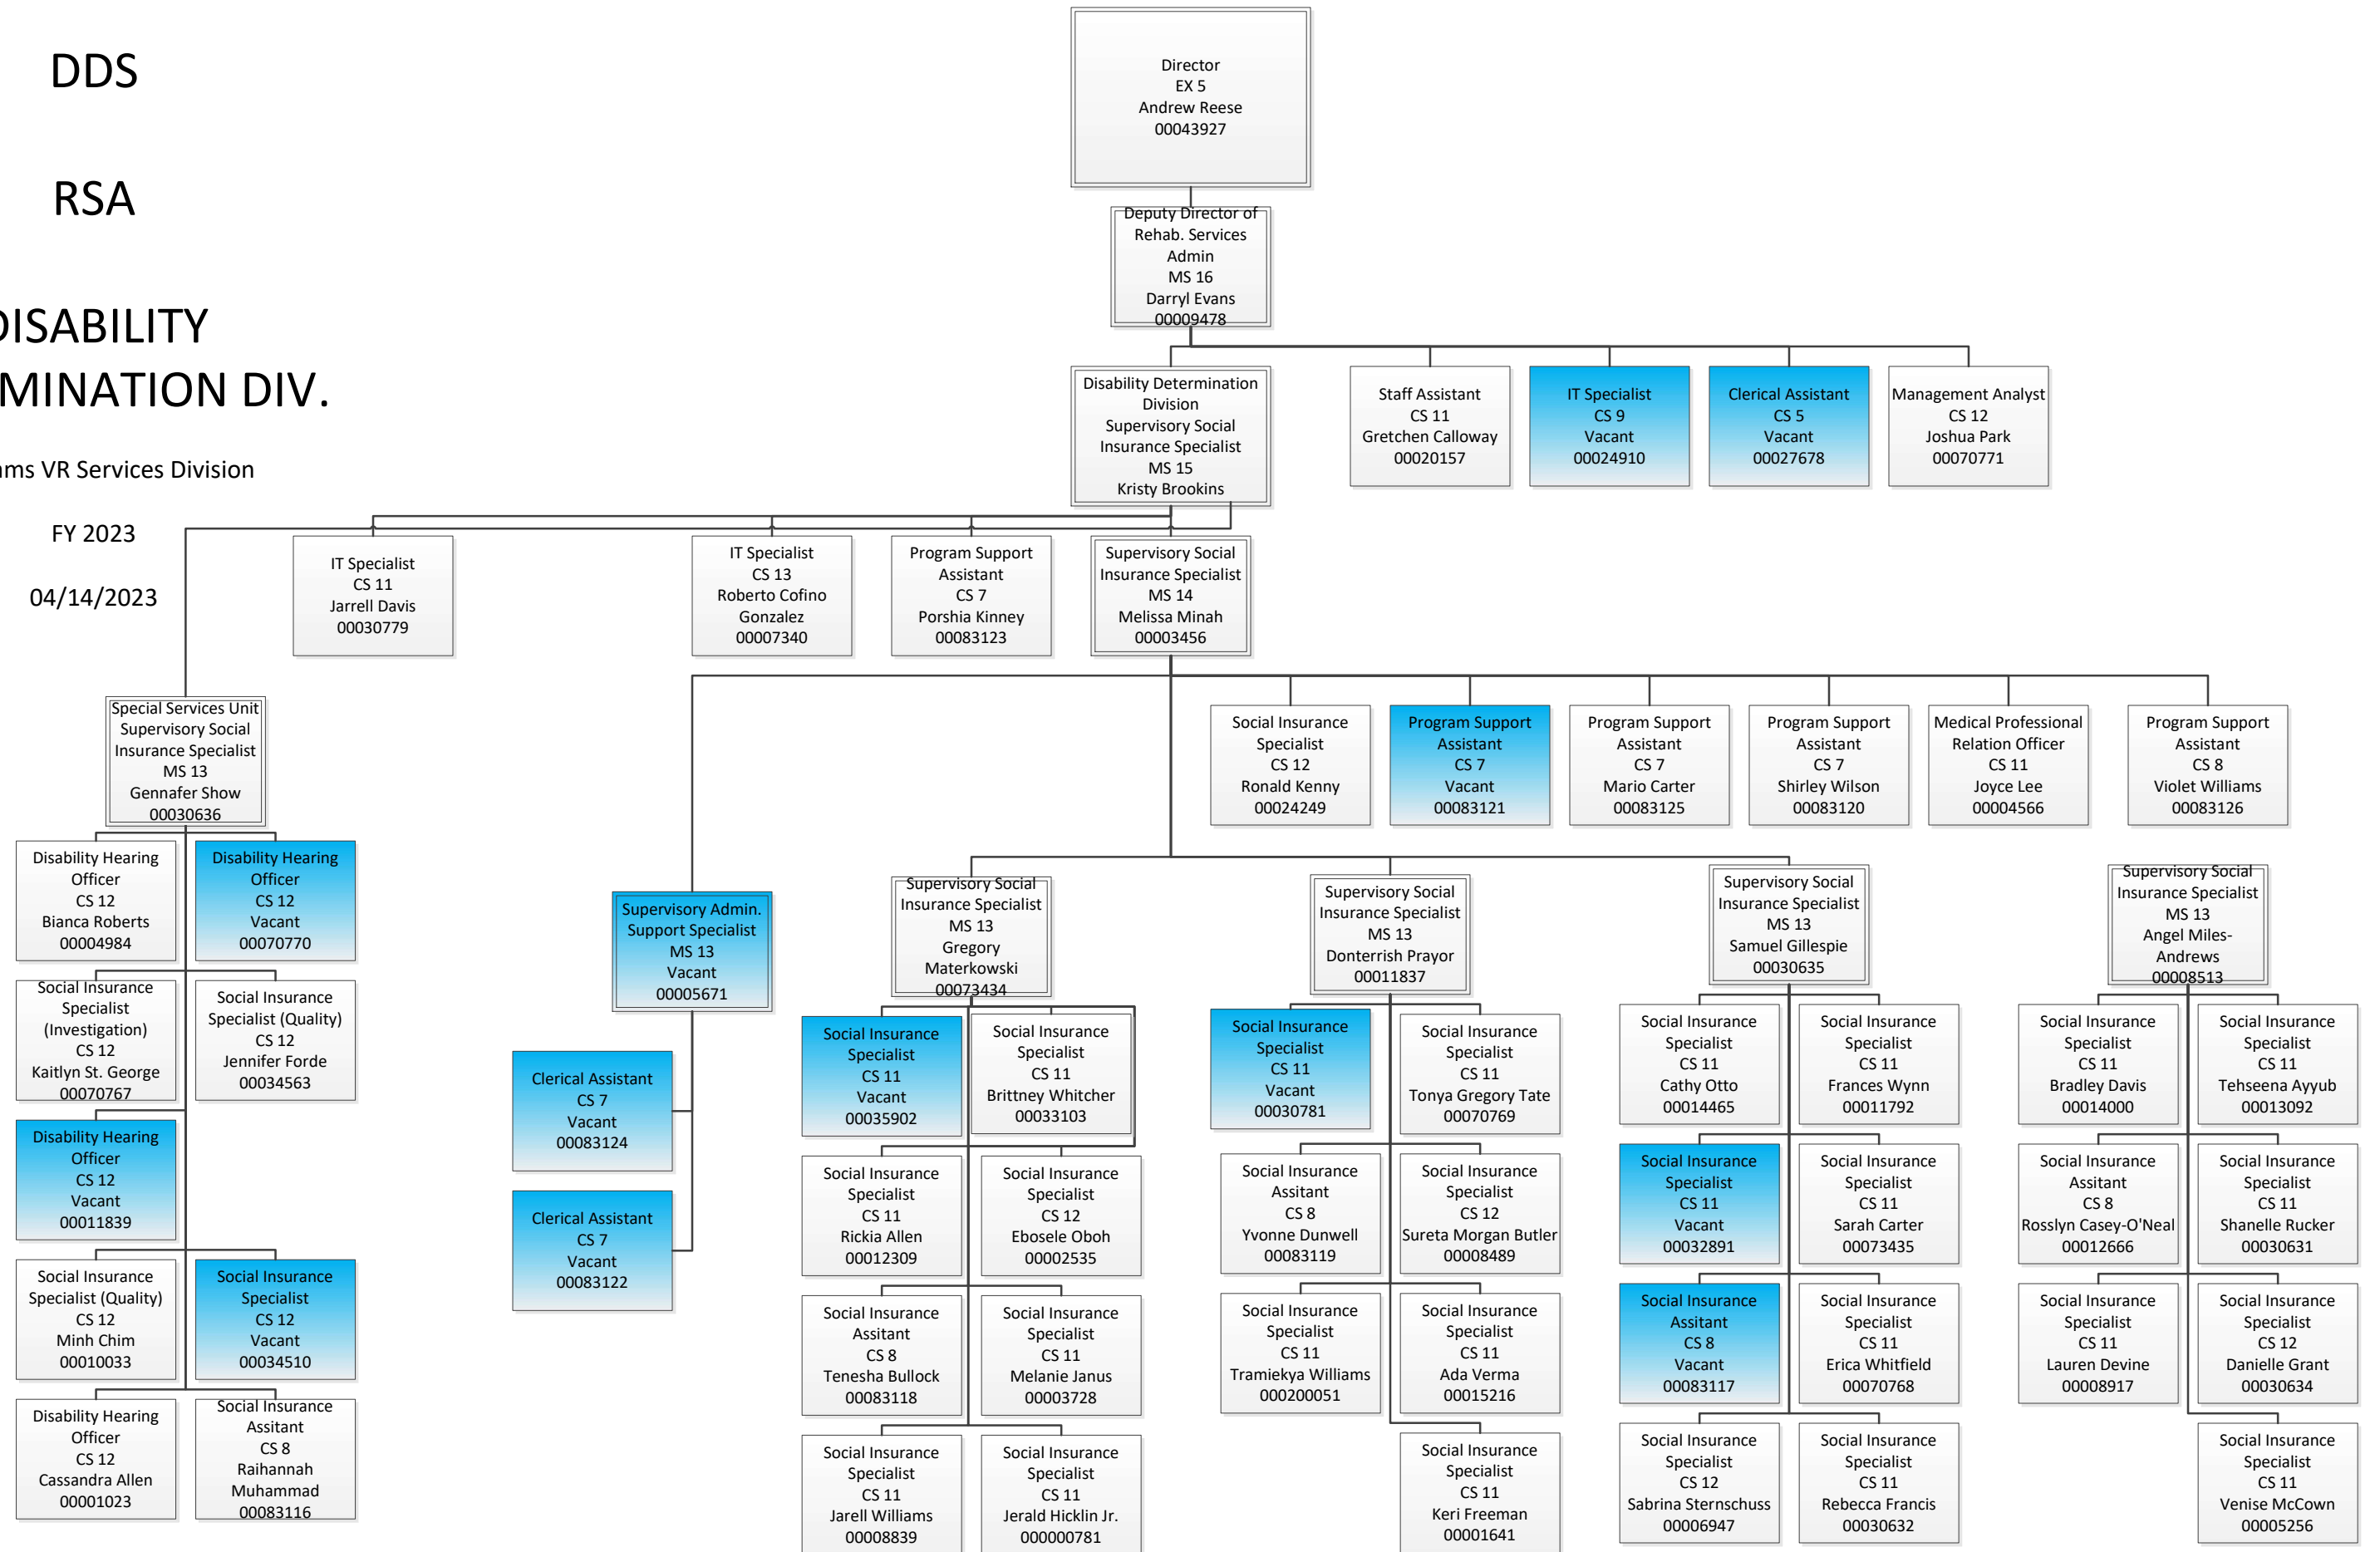 DDS
RSA
DISABILITY
MINATION DIV.
ams VR Services Division
FY 2023
04/14/2023
Director
EX 5
Andrew Reese
00043927
Deputy Director of
Rehab. Services
Admin
MS 16
Darryl Evans
00009478
Disability Determination
Division
Supervisory Social
Insurance Specialist
MS 15
Kristy Brookins
Staff Assistant
CS 11
Gretchen Calloway
00020157
IT Specialist
CS 9
Vacant
00024910
Clerical Assistant
CS 5
Vacant
00027678
Management Analyst
CS 12
Joshua Park
00070771
IT Specialist
CS 11
Jarrell Davis
00030779
IT Specialist
CS 13
Roberto Cofino
Gonzalez
00007340
Program Support
Assistant
CS 7
Porshia Kinney
00083123
Supervisory Social
Insurance Specialist
MS 14
Melissa Minah
00003456
Special Services Unit
Supervisory Social
Insurance Specialist
MS 13
Gennafer Show
00030636
Social Insurance
Specialist
CS 12
Ronald Kenny
00024249
Program Support
Assistant
CS 7
Vacant
00083121
Program Support
Assistant
CS 7
Mario Carter
00083125
Program Support
Assistant
CS 7
Shirley Wilson
00083120
Medical Professional
Relation Officer
CS 11
Joyce Lee
00004566
Program Support
Assistant
CS 8
Violet Williams
00083126
Disability Hearing
Officer
CS 12
Bianca Roberts
00004984
Disability Hearing
Officer
CS 12
Vacant
00070770
Social Insurance
Specialist
(Investigation)
CS 12
Kaitlyn St. George
00070767
Social Insurance
Specialist (Quality)
CS 12
Jennifer Forde
00034563
Disability Hearing
Officer
CS 12
Vacant
00011839
Social Insurance
Specialist (Quality)
CS 12
Minh Chim
00010033
Social Insurance
Specialist
CS 12
Vacant
00034510
Disability Hearing
Officer
CS 12
Cassandra Allen
00001023
Social Insurance
Assitant
CS 8
Raihannah
Muhammad
00083116
Supervisory Admin.
Support Specialist
MS 13
Vacant
00005671
Clerical Assistant
CS 7
Vacant
00083124
Clerical Assistant
CS 7
Vacant
00083122
Supervisory Social
Insurance Specialist
MS 13
Gregory
Materkowski
00073434
Social Insurance
Specialist
CS 11
Vacant
00035902
Social Insurance
Specialist
CS 11
Brittney Whitcher
00033103
Social Insurance
Specialist
CS 11
Rickia Allen
00012309
Social Insurance
Specialist
CS 12
Ebosele Oboh
00002535
Social Insurance
Assitant
CS 8
Tenesha Bullock
00083118
Social Insurance
Specialist
CS 11
Melanie Janus
00003728
Social Insurance
Specialist
CS 11
Jarell Williams
00008839
Social Insurance
Specialist
CS 11
Jerald Hicklin Jr.
000000781
Supervisory Social
Insurance Specialist
MS 13
Donterrish Prayor
00011837
Social Insurance
Specialist
CS 11
Vacant
00030781
Social Insurance
Specialist
CS 11
Tonya Gregory Tate
00070769
Social Insurance
Assitant
CS 8
Yvonne Dunwell
00083119
Social Insurance
Specialist
CS 12
Sureta Morgan Butler
00008489
Social Insurance
Specialist
CS 11
Tramiekya Williams
000200051
Social Insurance
Specialist
CS 11
Ada Verma
00015216
Social Insurance
Specialist
CS 11
Keri Freeman
00001641
Supervisory Social
Insurance Specialist
MS 13
Samuel Gillespie
00030635
Social Insurance
Specialist
CS 11
Cathy Otto
00014465
Social Insurance
Specialist
CS 11
Frances Wynn
00011792
Social Insurance
Specialist
CS 11
Vacant
00032891
Social Insurance
Specialist
CS 11
Sarah Carter
00073435
Social Insurance
Assitant
CS 8
Vacant
00083117
Social Insurance
Specialist
CS 11
Erica Whitfield
00070768
Social Insurance
Specialist
CS 12
Sabrina Sternschuss
00006947
Social Insurance
Specialist
CS 11
Rebecca Francis
00030632
Supervisory Social
Insurance Specialist
MS 13
Angel Miles-
Andrews
00008513
Social Insurance
Specialist
CS 11
Bradley Davis
00014000
Social Insurance
Specialist
CS 11
Tehseena Ayyub
00013092
Social Insurance
Assitant
CS 8
Rosslyn Casey-O'Neal
00012666
Social Insurance
Specialist
CS 11
Shanelle Rucker
00030631
Social Insurance
Specialist
CS 11
Lauren Devine
00008917
Social Insurance
Specialist
CS 12
Danielle Grant
00030634
Social Insurance
Specialist
CS 11
Venise McCown
00005256